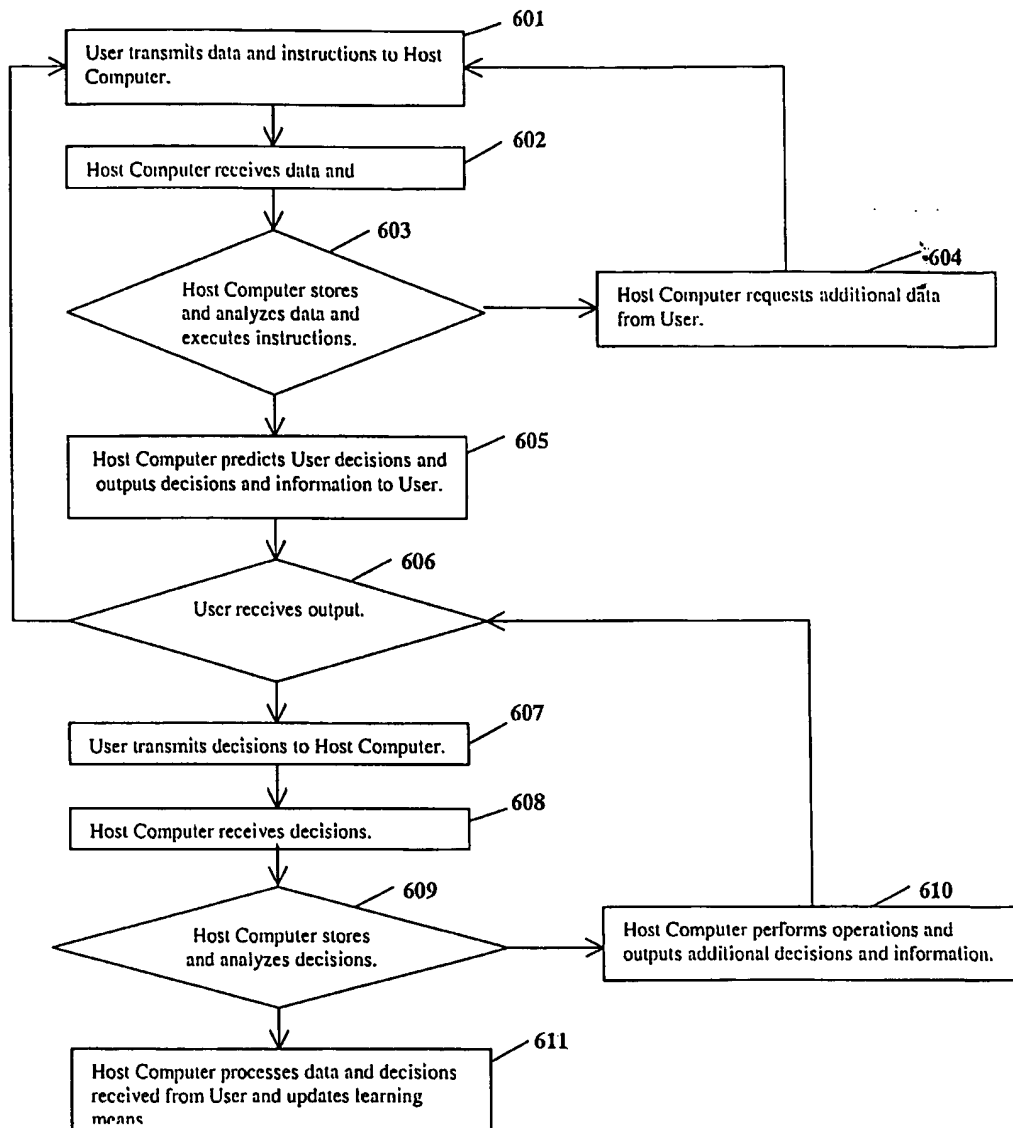 601
User transmits data and instructions to Host
Computer.
602
Host Computer receives data and
603
Host Computer stores
and analyzes data and
executes instructions.
604
Host Computer requests additional data
from User.
605
Host Computer predicts User decisions and
outputs decisions and information to User.
606
User receives output.
607
User transmits decisions to Host Computer.
608
Host Computer receives decisions.
609
Host Computer stores
and analyzes decisions.
610
Host Computer performs operations and
outputs additional decisions and information.
611
Host Computer processes data and decisions
received from User and updates learning
means